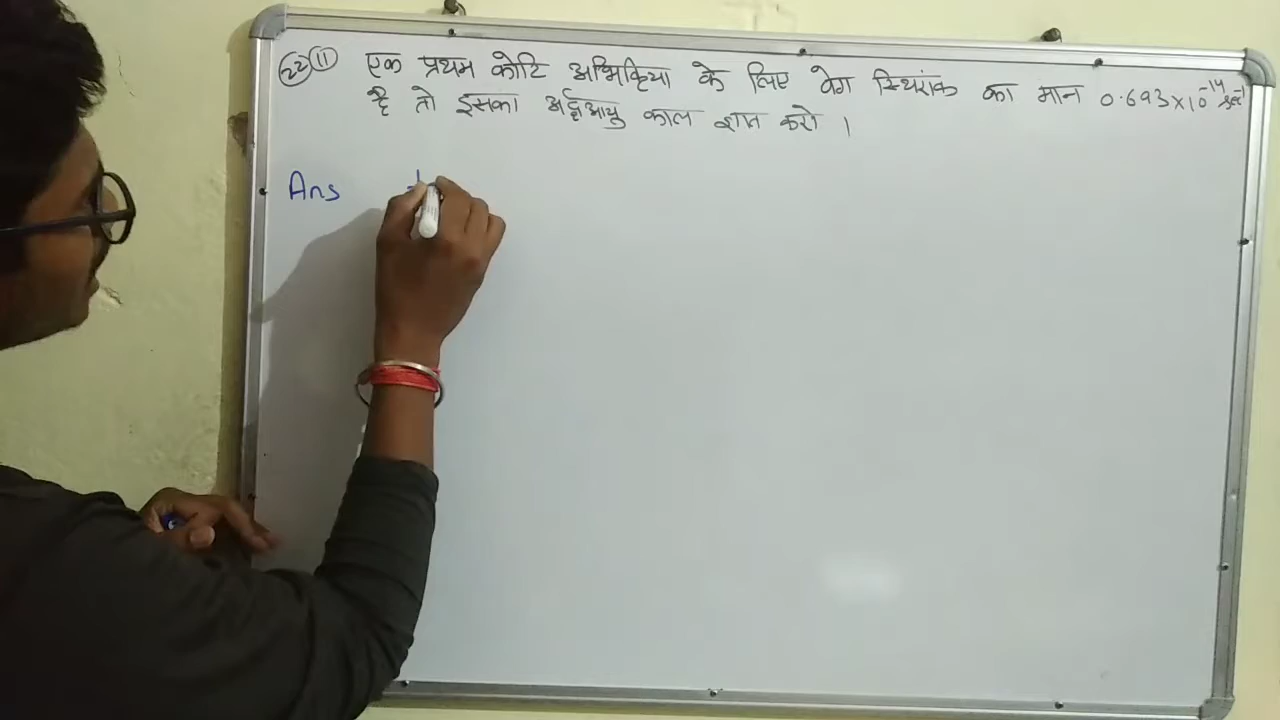 22 11 एक प्रथम कोटि अभिक्रिया के लिए वेग स्थिरांक का मान 0.693×10⁻¹⁴ sec⁻¹
है तो इसका अर्द्धआयु काल ज्ञात करो ।
Ans t